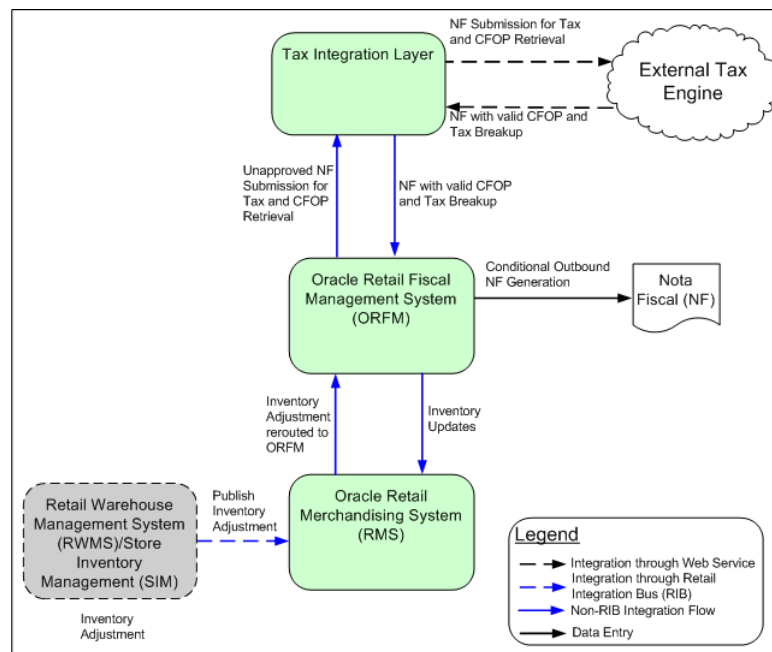 NF Submission for Tax
and CFOP Retrieval
Tax Integration Layer
External Tax
Engine
NF with valid CFOP and
Tax Breakup
Unapproved NF
Submission for
Tax and CFOP
Retrieval
NF with valid CFOP
and Tax Breakup
Oracle Retail Fiscal
Management System
(ORFM)
Conditional Outbound
NF Generation
Nota
Fiscal (NF)
Inventory
Adjustment
rerouted to
ORFM
Inventory
Updates
Retail Warehouse
Management System
(RWMS)/Store
Inventory
Management (SIM)
Publish
Inventory
Adjustment
Oracle Retail
Merchandising System
(RMS)
Inventory
Adjustment
Legend
Integration through Web Service
Integration through Retail
Integration Bus (RIB)
Non-RIB Integration Flow
Data Entry